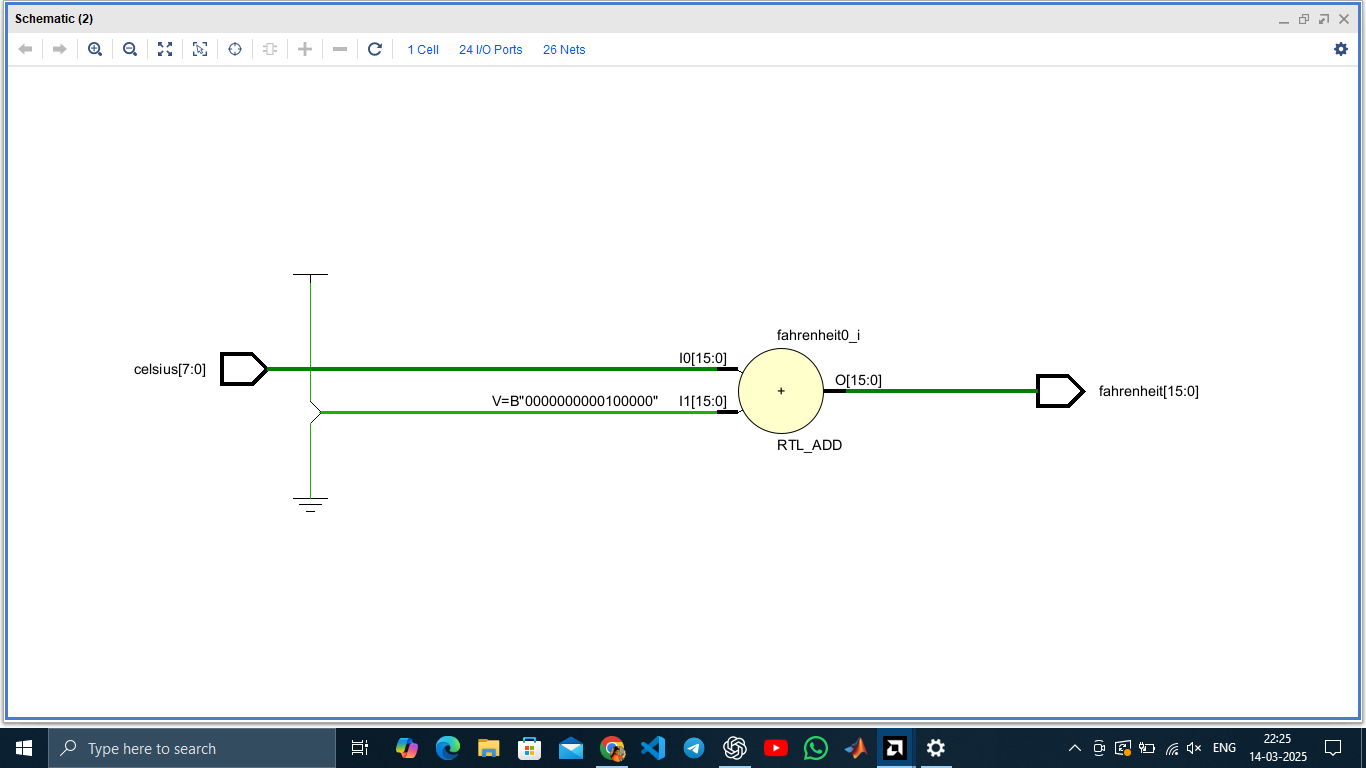 Schematic (2)
1 Cell 24 I/O Ports 26 Nets
fahrenheit0_i
celsius[7:0]
I0[15:0]
V=B"0000000000100000" I1[15:0]
+
O[15:0]
fahrenheit[15:0]
RTL_ADD
Type here to search
ENG
22:25
14-03-2025